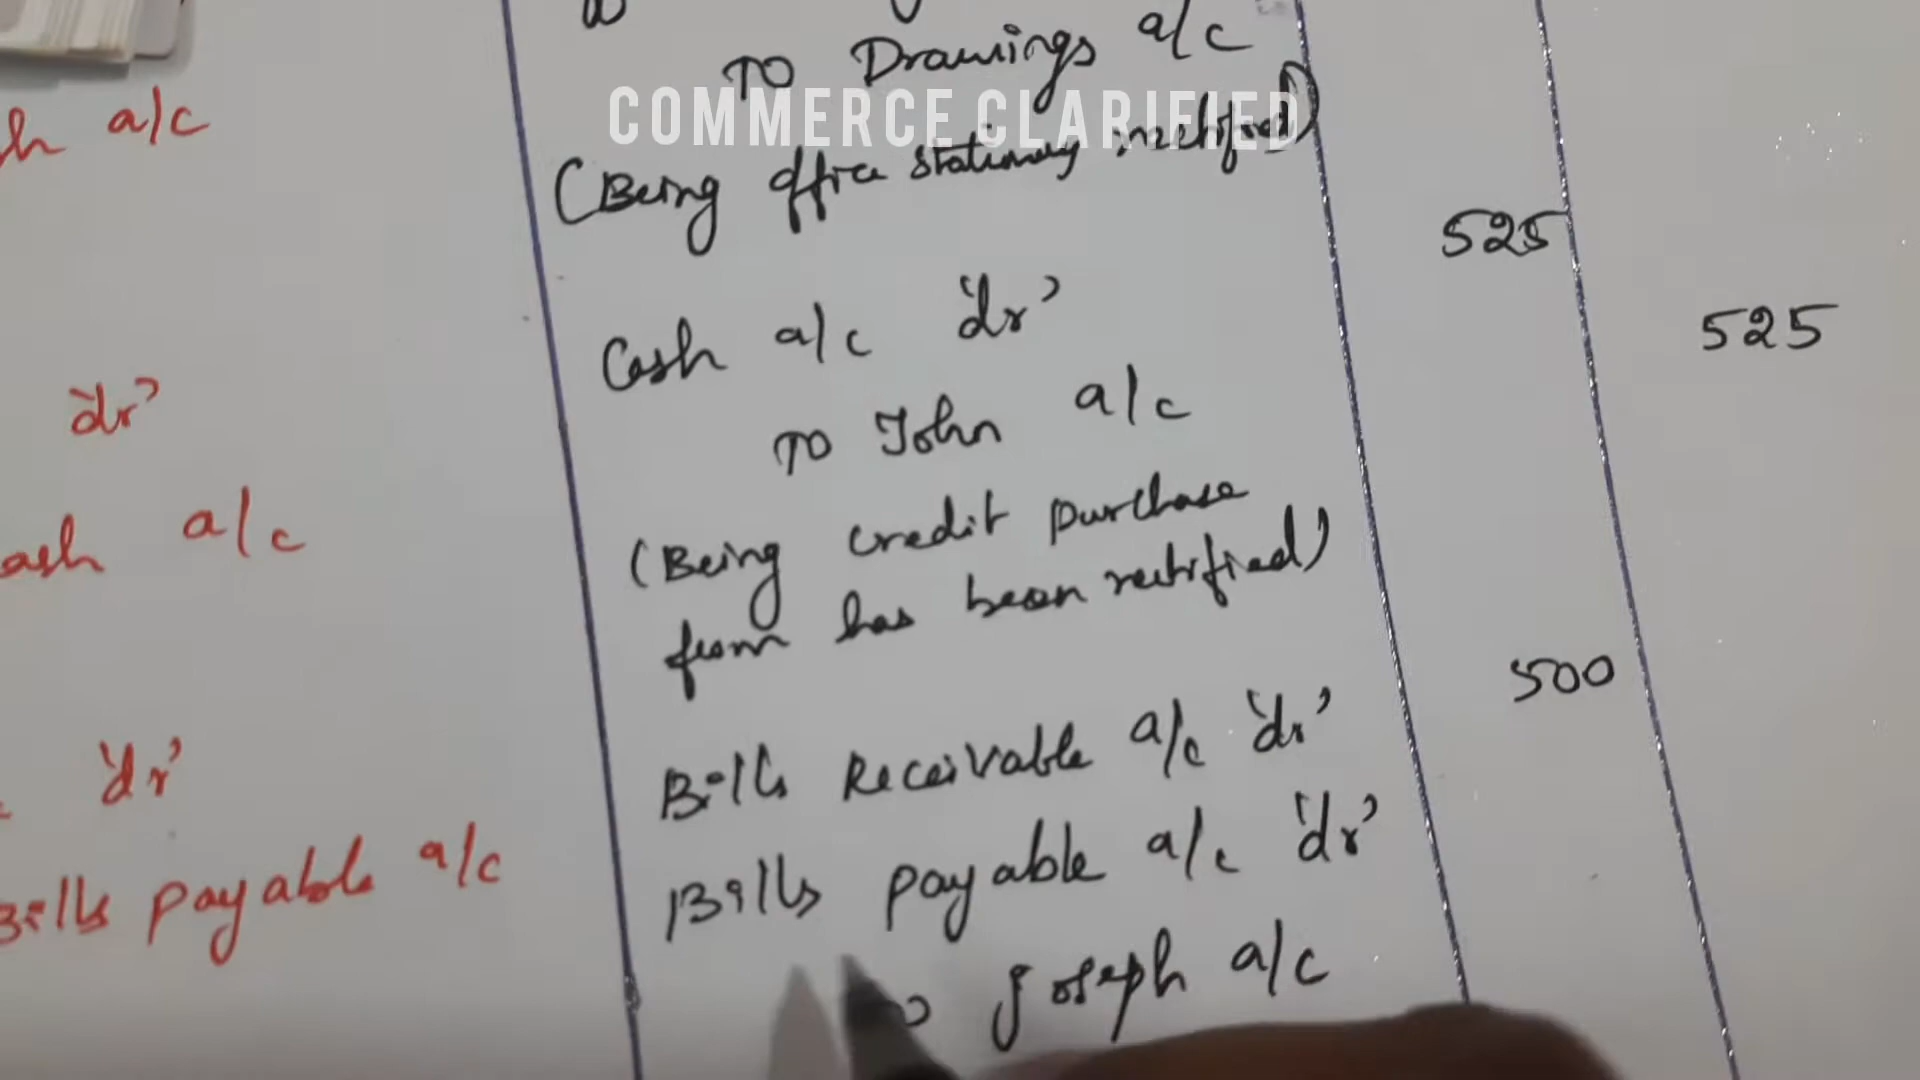 To Drawings a/c
COMMERCE CLARIFIED
(Being office stationary rectified)
525
Cash a/c 'dr'
525
To John a/c
(Being credit purchase
from has been rectified)
500
Bills Receivable a/c 'dr'
Bills payable a/c 'dr'
Joseph a/c
a/c
dr'
ash a/c
'dr'
Bills payable a/c